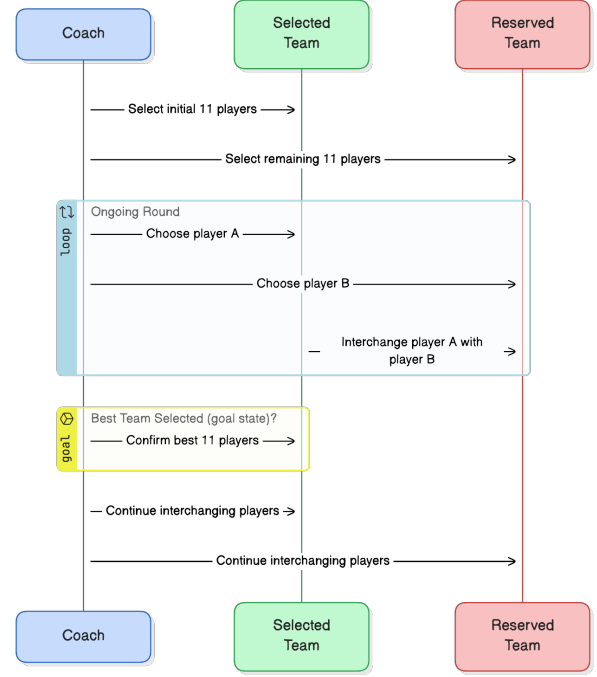 Coach
Selected
Team
Reserved
Team
Select initial 11 players
Select remaining 11 players
loop
Ongoing Round
Choose player A
Choose player B
Interchange player A with
player B
goal
Best Team Selected (goal state)?
Confirm best 11 players
Continue interchanging players
Continue interchanging players
Coach
Selected
Team
Reserved
Team